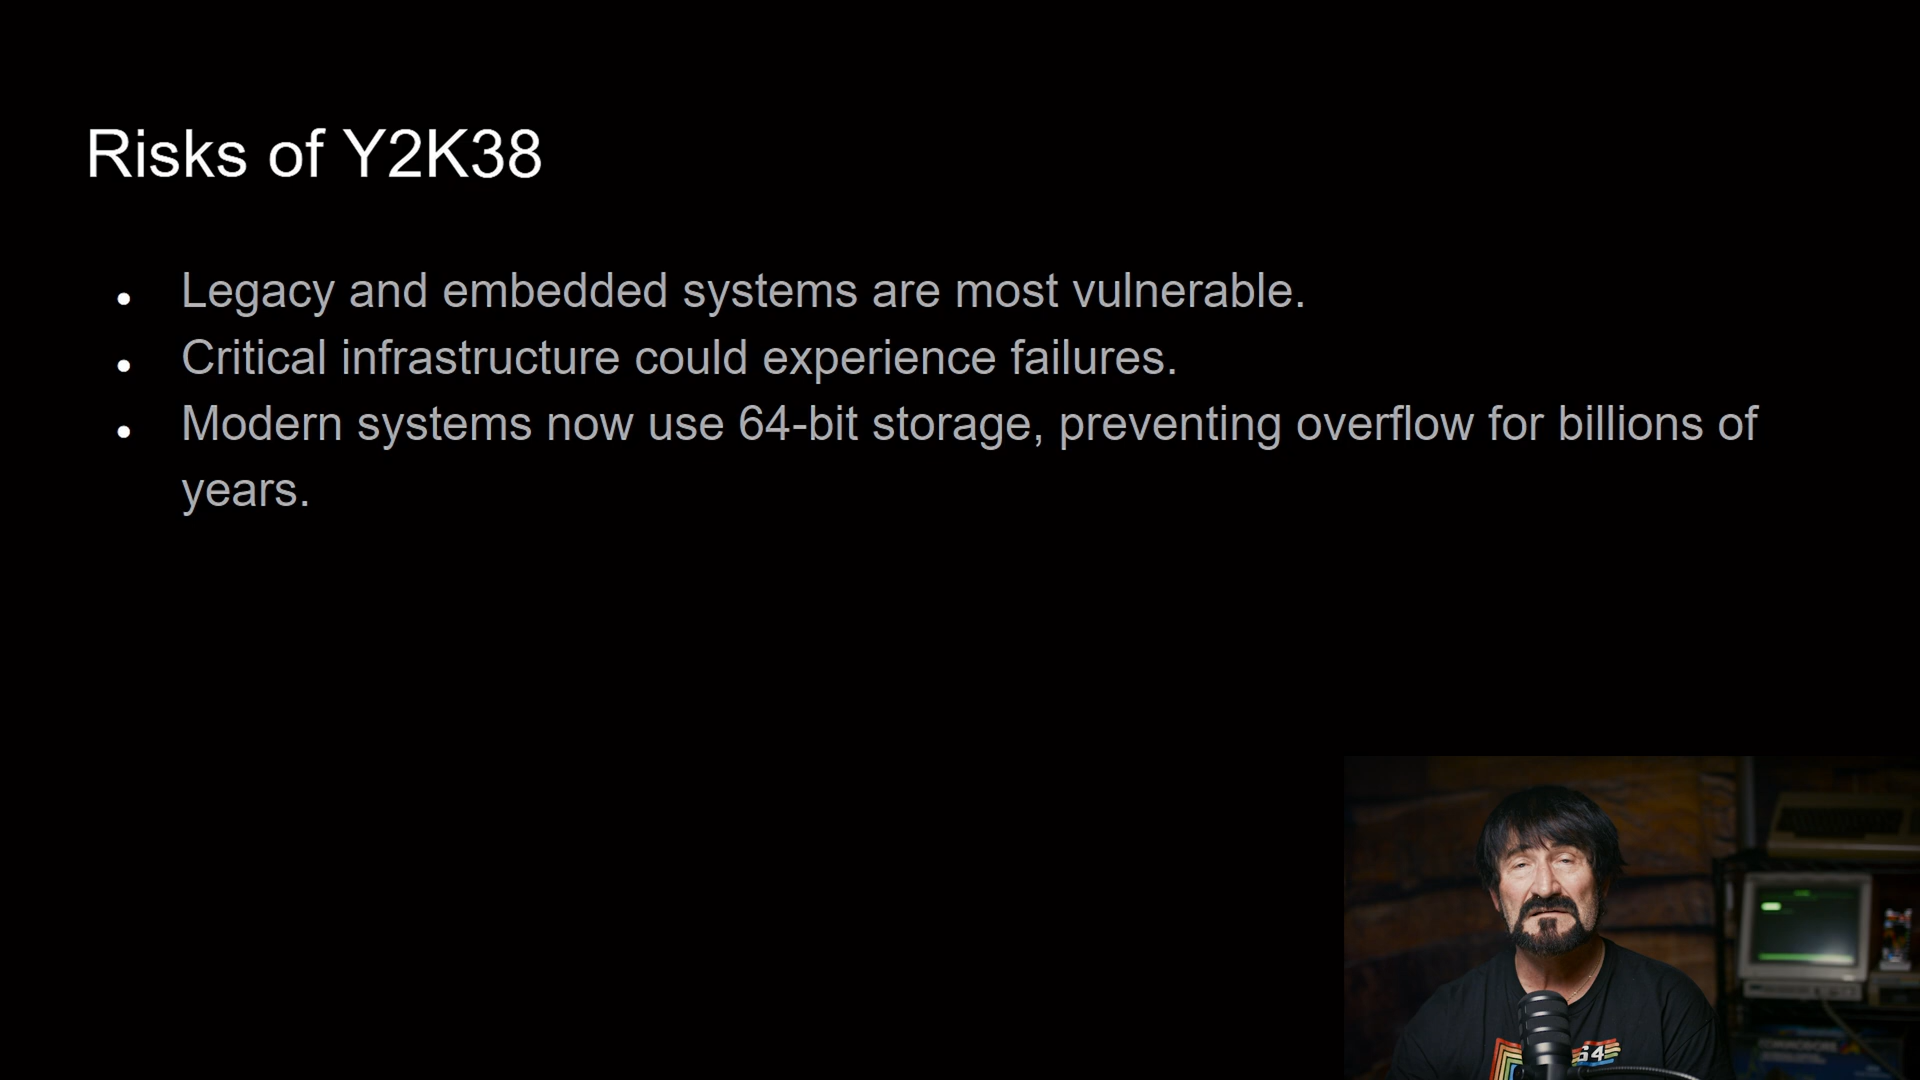 Risks of Y2K38
Legacy and embedded systems are most vulnerable.
Critical infrastructure could experience failures.
Modern systems now use 64-bit storage, preventing overflow for billions of
years.
64